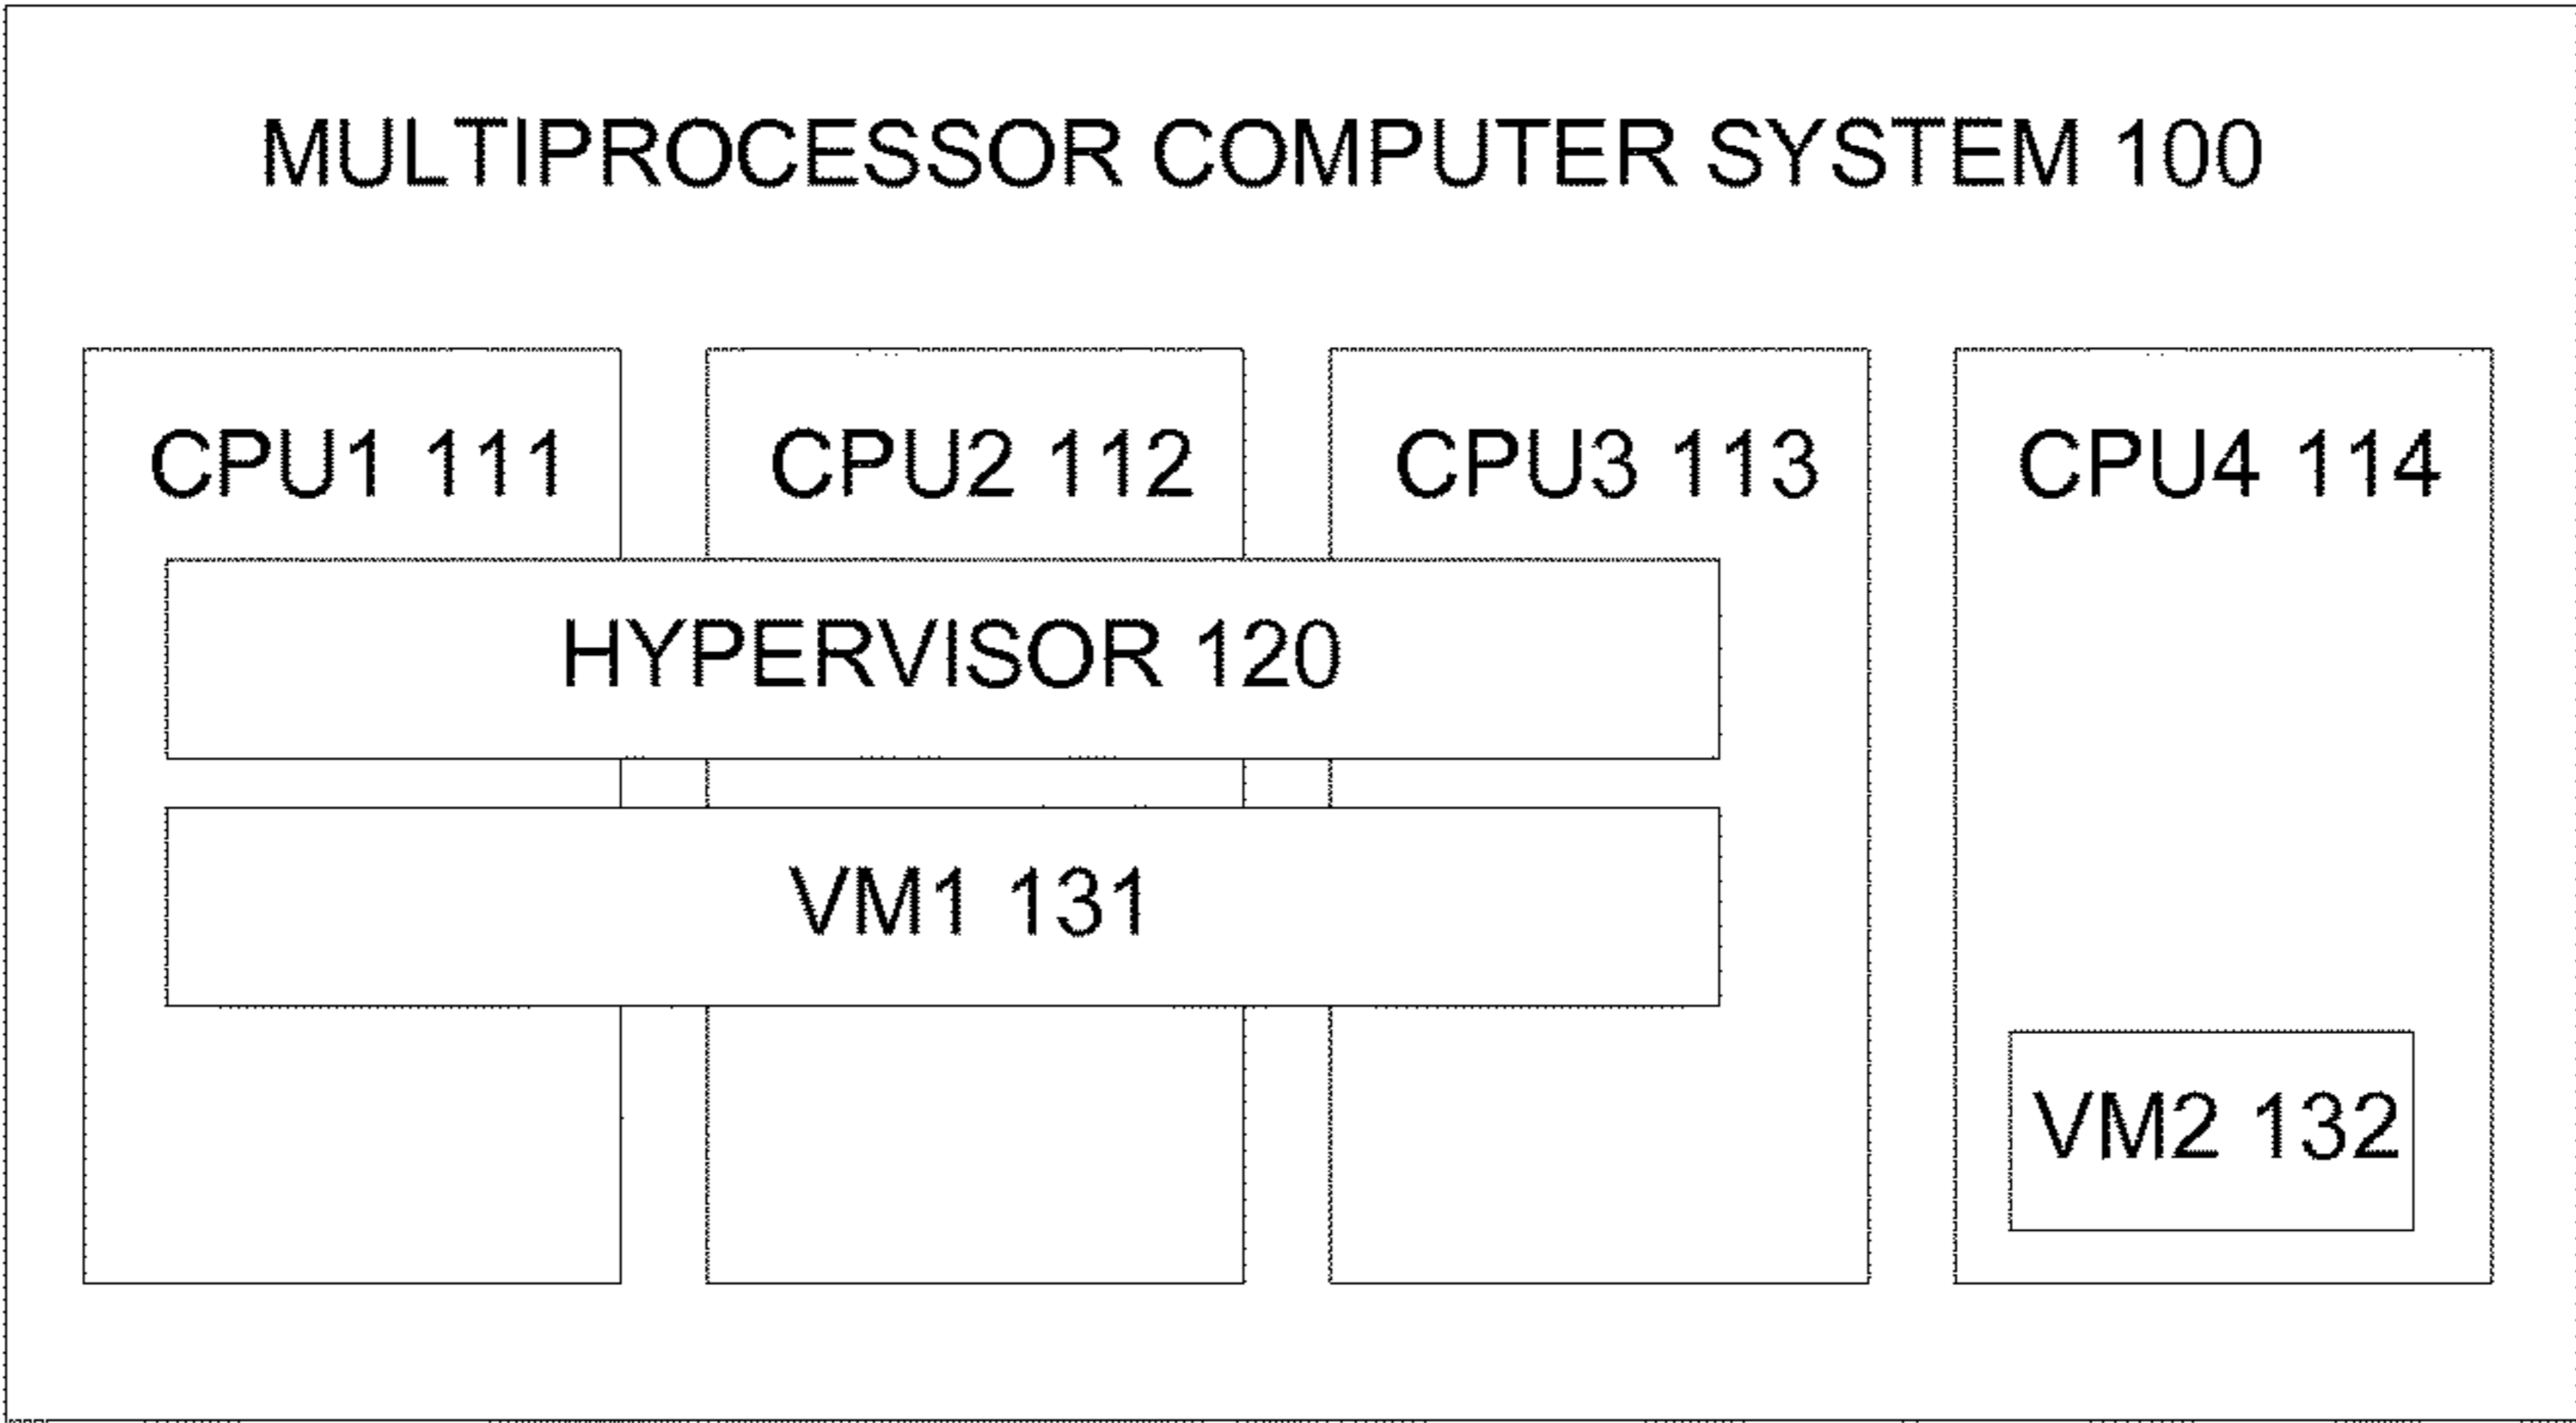 MULTIPROCESSOR COMPUTER SYSTEM 100
CPU1 111
CPU2 112
CPU3 113
CPU4 114
HYPERVISOR 120
VM1 131
VM2 132